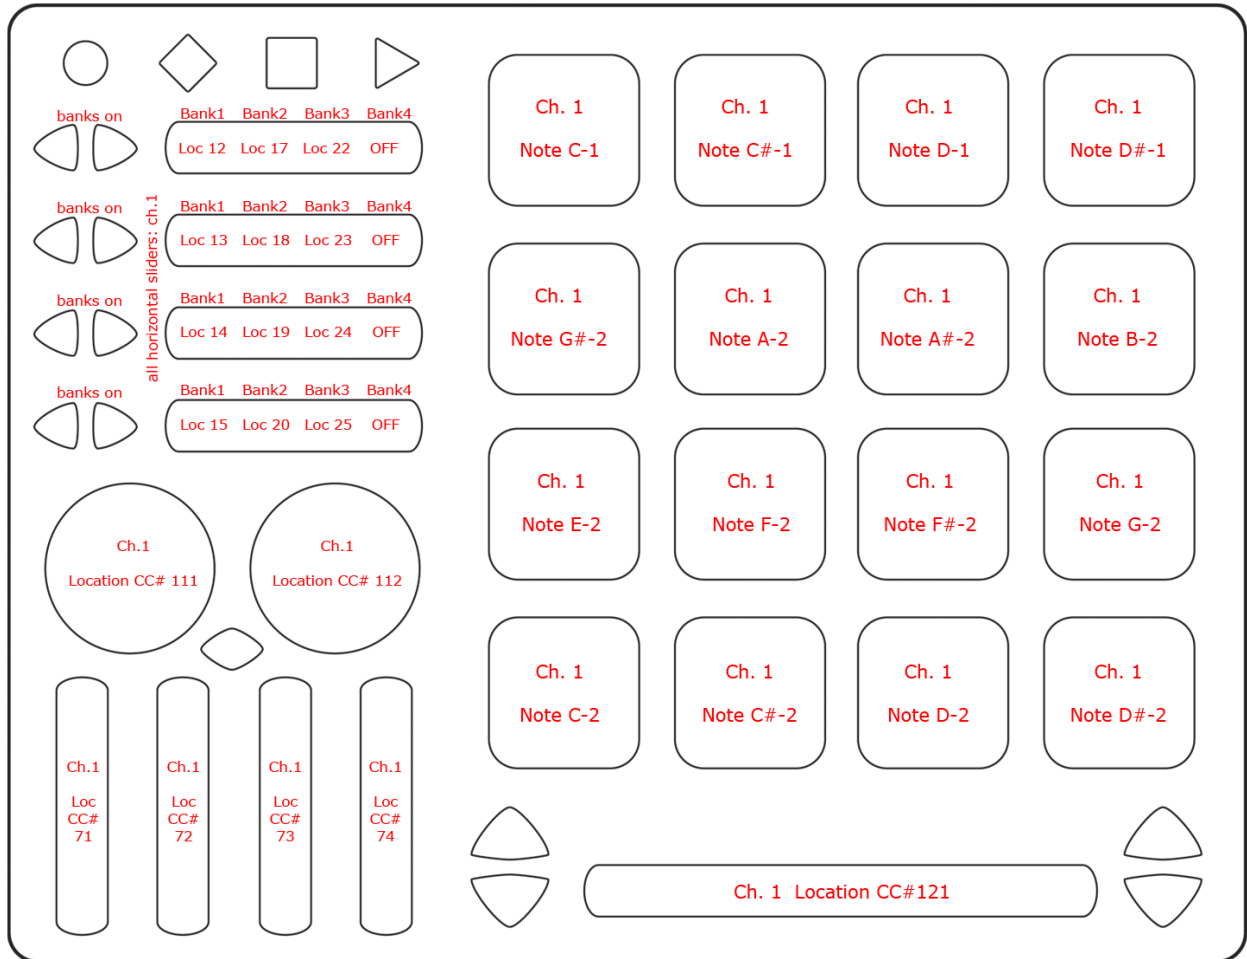 banks on
Bank1 Bank2 Bank3 Bank4
Loc 12 Loc 17 Loc 22 OFF
banks on
Bank1 Bank2 Bank3 Bank4
Loc 13 Loc 18 Loc 23 OFF
banks on
Bank1 Bank2 Bank3 Bank4
Loc 14 Loc 19 Loc 24 OFF
banks on
Bank1 Bank2 Bank3 Bank4
Loc 15 Loc 20 Loc 25 OFF
all horizontal sliders: ch.1
Ch.1
Location CC# 111
Ch.1
Location CC# 112
Ch.1
Loc
CC#
71
Ch.1
Loc
CC#
72
Ch.1
Loc
CC#
73
Ch.1
Loc
CC#
74
Ch. 1
Note C-1
Ch. 1
Note C#-1
Ch. 1
Note D-1
Ch. 1
Note D#-1
Ch. 1
Note G#-2
Ch. 1
Note A-2
Ch. 1
Note A#-2
Ch. 1
Note B-2
Ch. 1
Note E-2
Ch. 1
Note F-2
Ch. 1
Note F#-2
Ch. 1
Note G-2
Ch. 1
Note C-2
Ch. 1
Note C#-2
Ch. 1
Note D-2
Ch. 1
Note D#-2
Ch. 1 Location CC#121